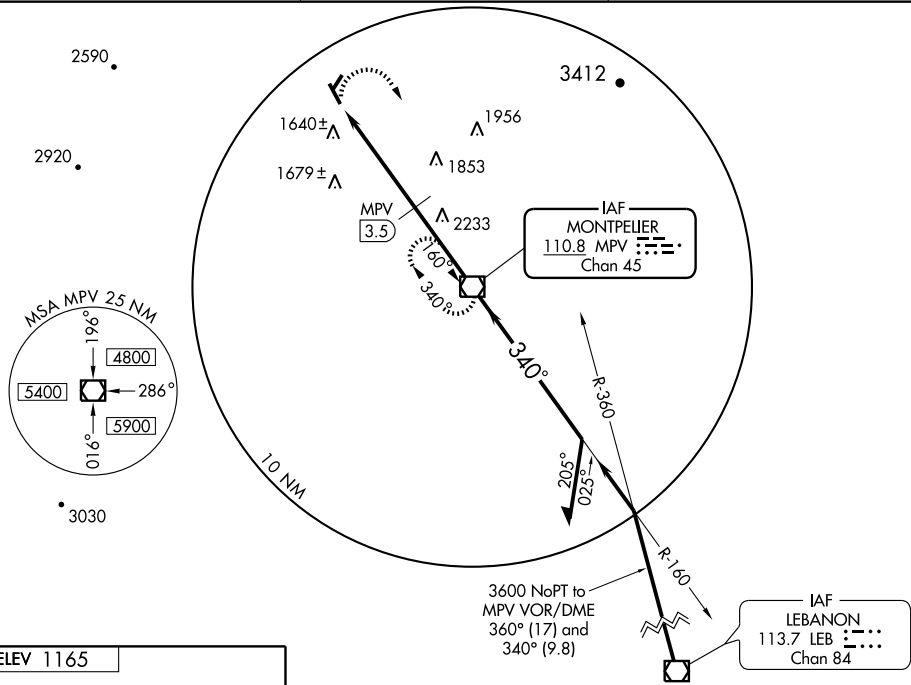 2590
3412
1640±
1956
2920
1853
1679±
MPV
3.5
2233
IAF
MONTPELIER
110.8 MPV
Chan 45
160°
340°
MSA MPV 25 NM
196°
4800
5400
286°
5900
016°
340°
R-360
205°
025°
10 NM
3030
R-160
3600 NoPT to
MPV VOR/DME
360° (17) and
340° (9.8)
IAF
LEBANON
113.7 LEB
Chan 84
ELEV 1165